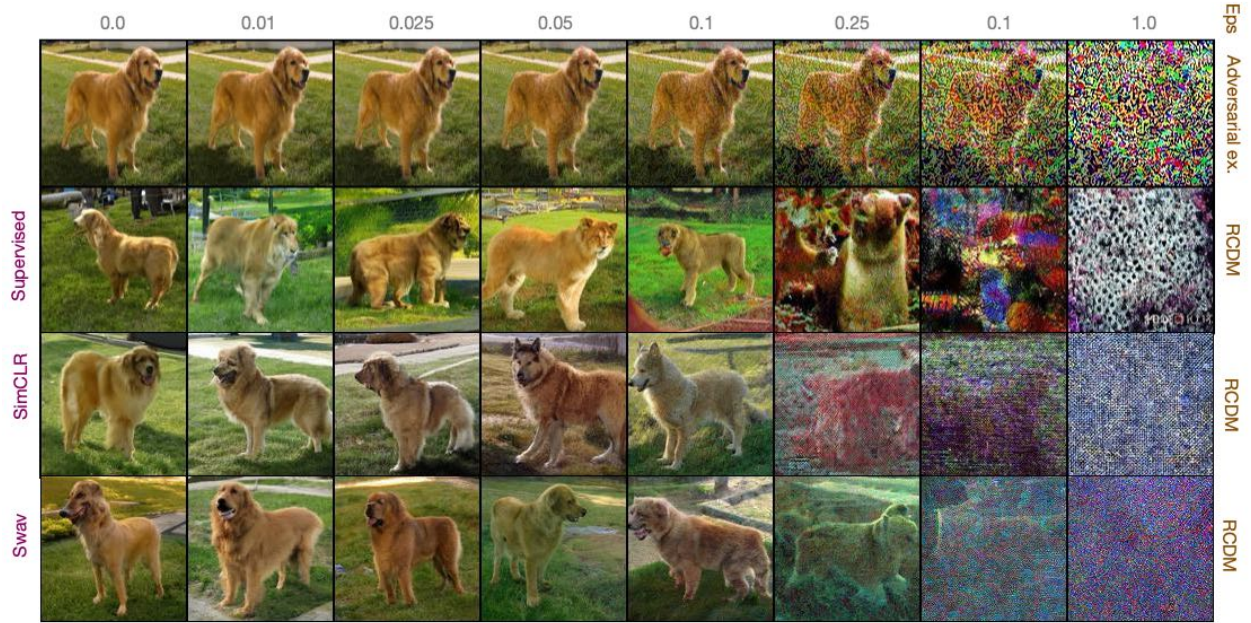 0.0 0.01 0.025 0.05 0.1 0.25 0.1 1.0 Eps
Adversarial ex.
Supervised RCDM
SimCLR RCDM
Swav RCDM